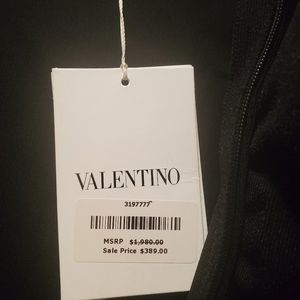 VALENTINO
3197777
MSRP $1,980.00
Sale Price $389.00